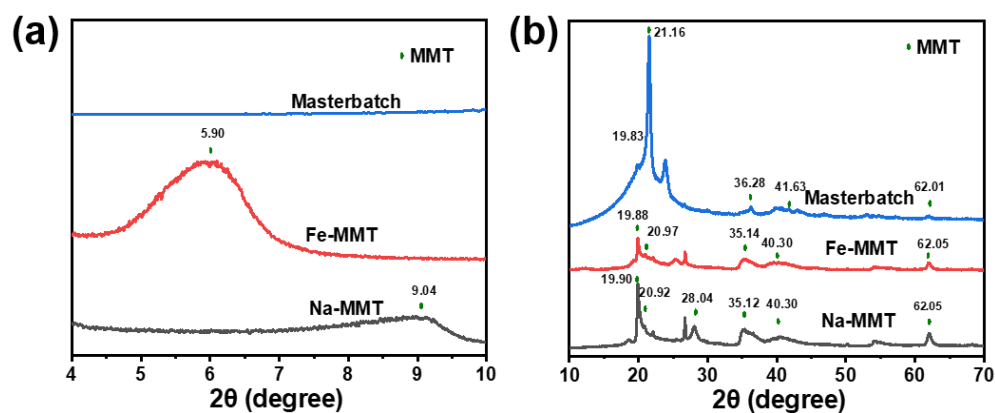 (a)
MMT
Masterbatch
5.90
Fe-MMT
9.04
Na-MMT
4 5 6 7 8 9 10
2θ (degree)
(b)
21.16
MMT
19.83
36.28 41.63 62.01
Masterbatch
19.88
20.97 35.14 40.30 62.05
Fe-MMT
19.90
20.92 28.04 35.12 40.30 62.05
Na-MMT
10 20 30 40 50 60 70
2θ (degree)